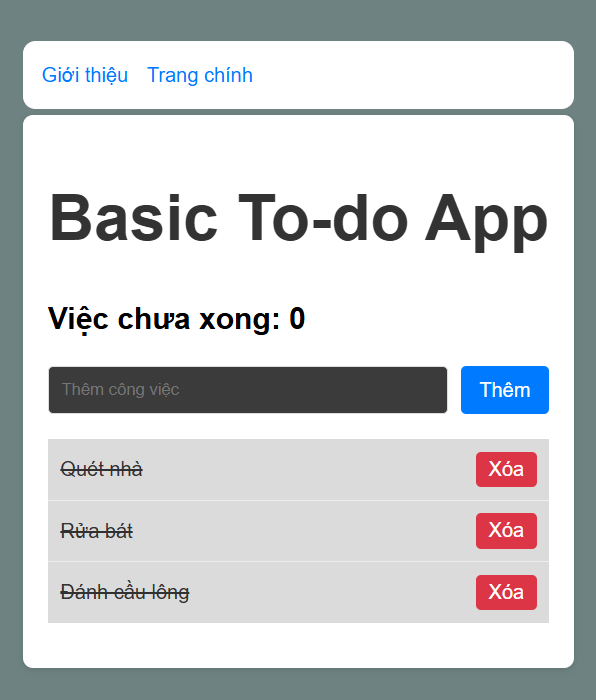 Giới thiệu Trang chính
Basic To-do App
Việc chưa xong: 0
Thêm công việc Thêm
Quét nhà Xóa
Rửa bát Xóa
Đánh cầu lông Xóa